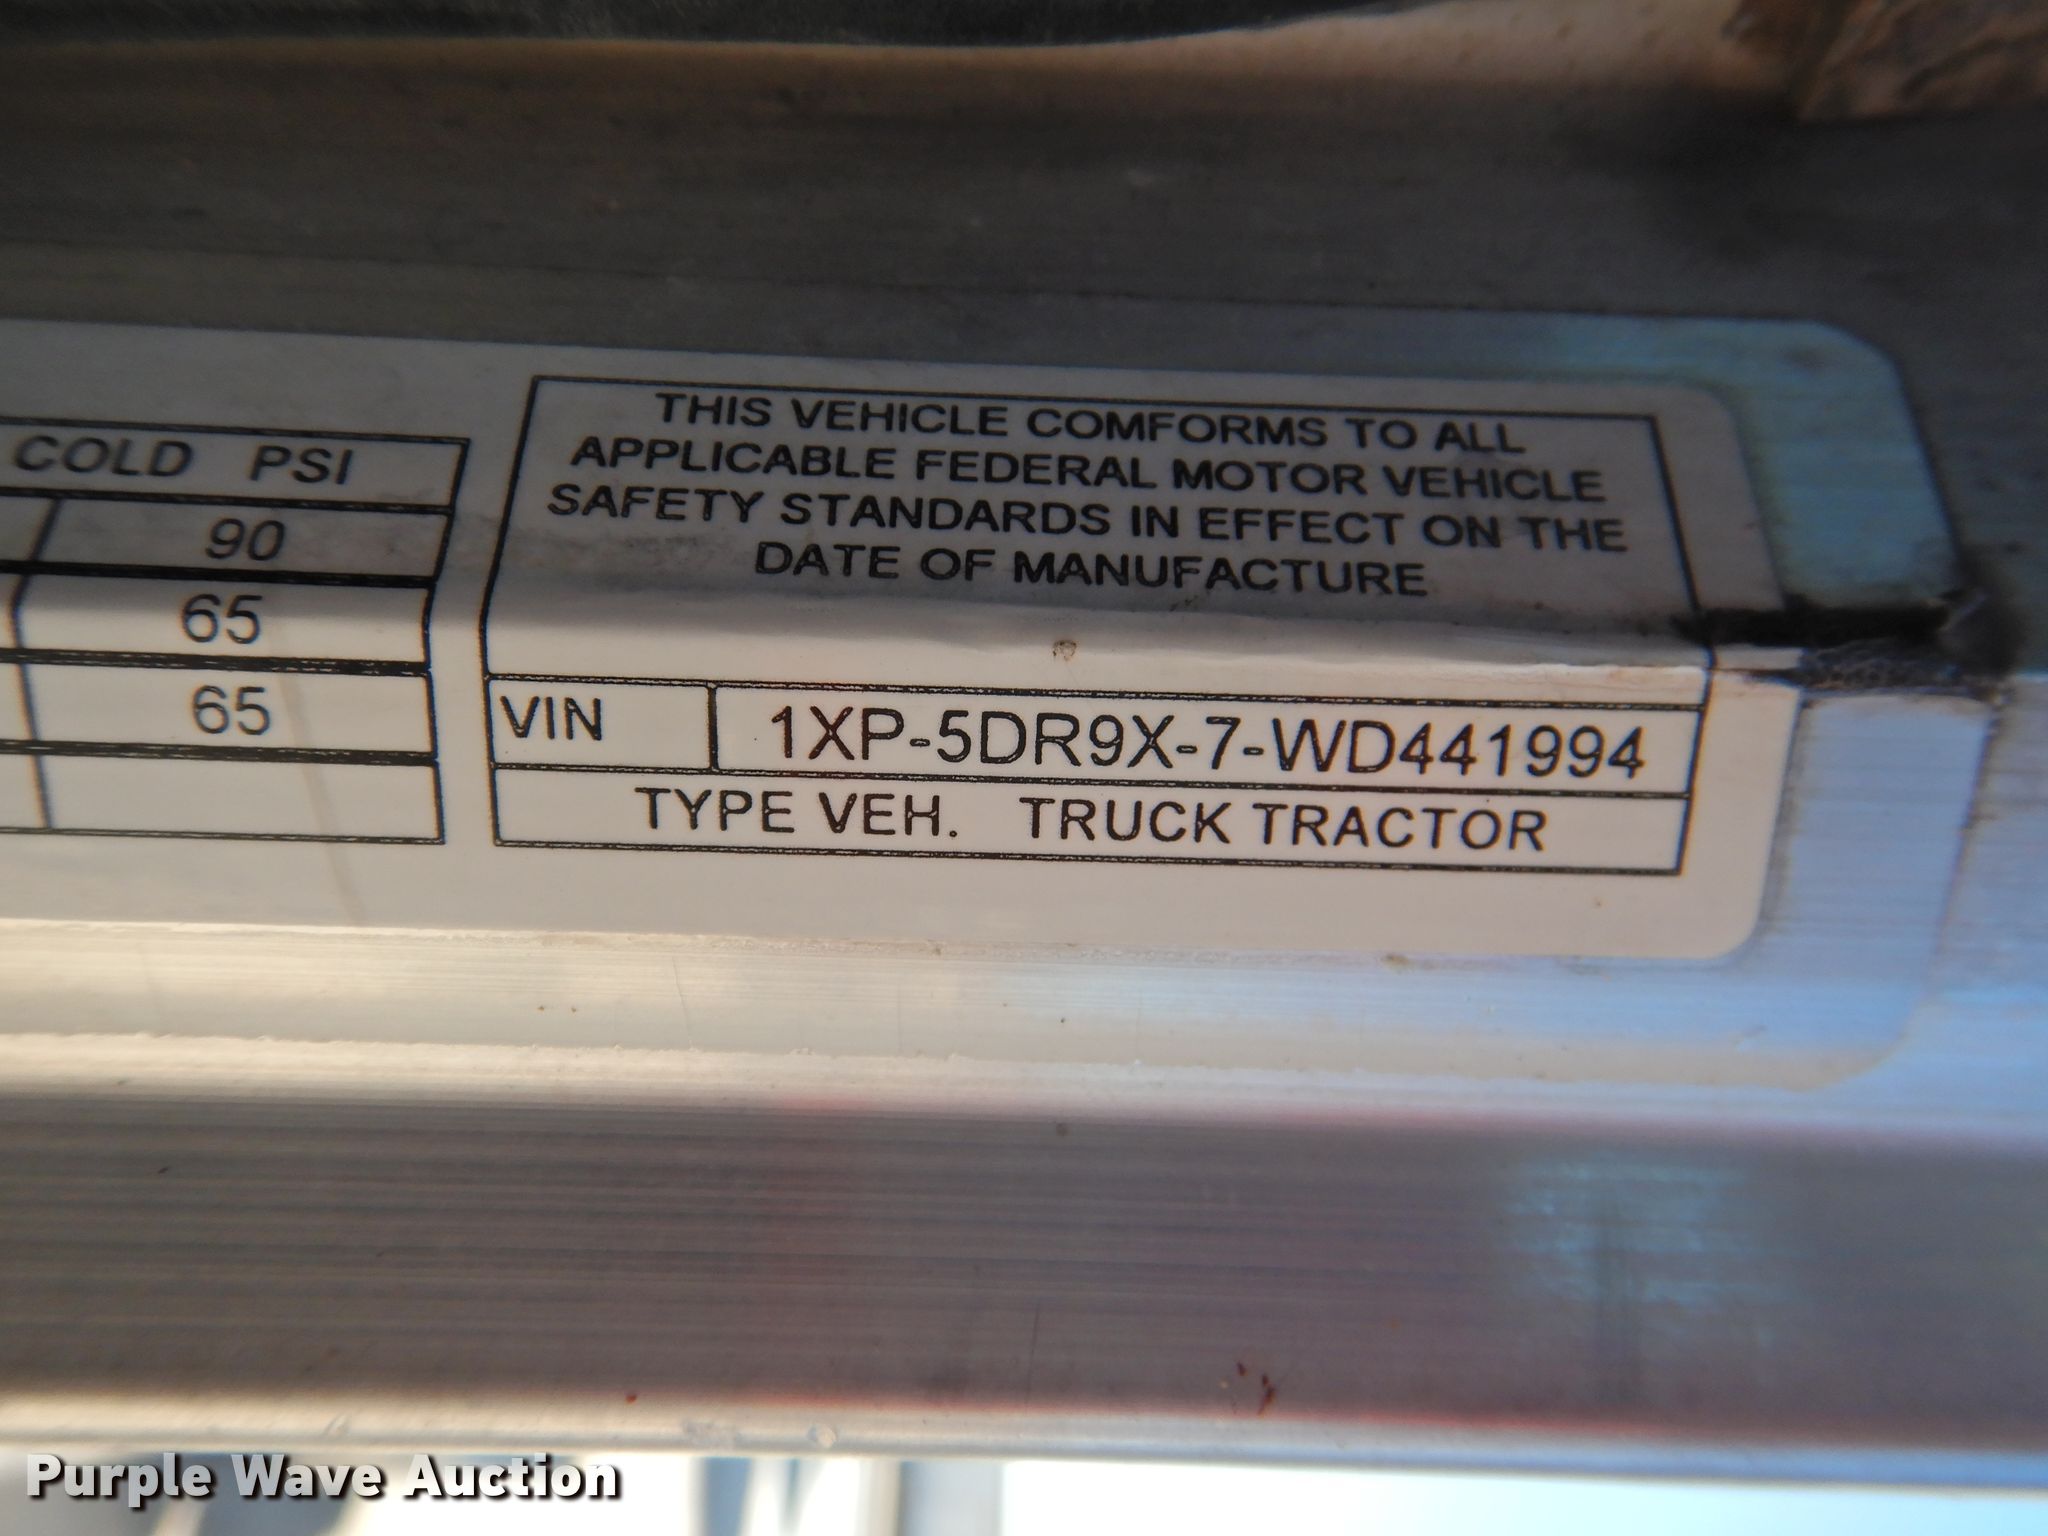 COLD PSI
90
65
65
THIS VEHICLE COMFORMS TO ALL
APPLICABLE FEDERAL MOTOR VEHICLE
SAFETY STANDARDS IN EFFECT ON THE
DATE OF MANUFACTURE
VIN 1XP-5DR9X-7-WD441994
TYPE VEH. TRUCK TRACTOR
Purple Wave Auction